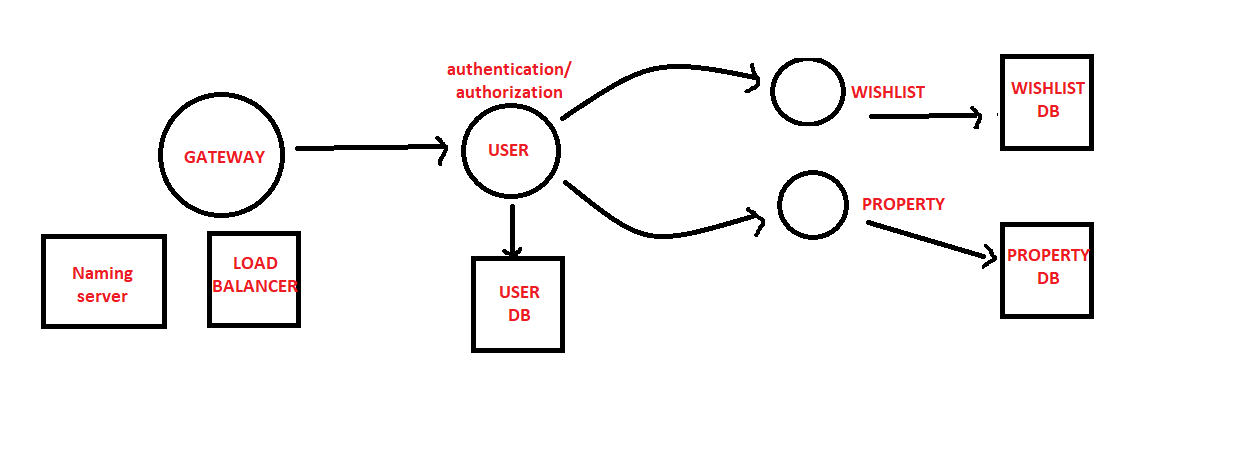 authentication/
authorization
GATEWAY
USER
WISHLIST
WISHLIST
DB
PROPERTY
Naming
server
LOAD
BALANCER
USER
DB
PROPERTY
DB